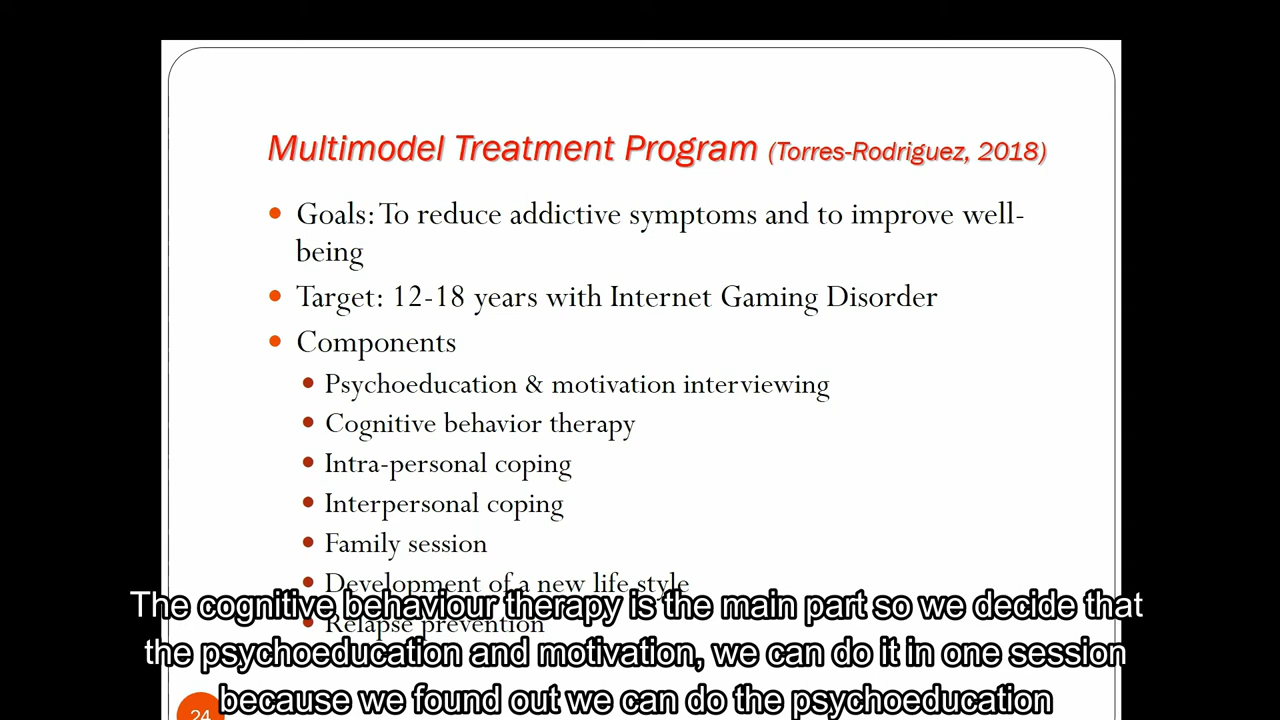 Multimodel Treatment Program (Torres-Rodriguez, 2018)
Goals: To reduce addictive symptoms and to improve well-
being
Target: 12-18 years with Internet Gaming Disorder
Components
Psychoeducation & motivation interviewing
Cognitive behavior therapy
Intra-personal coping
Interpersonal coping
Family session
Development of a new life style
Relapse prevention
The cognitive behaviour therapy is the main part so we decide that
the psychoeducation and motivation, we can do it in one session
because we found out we can do the psychoeducation
24